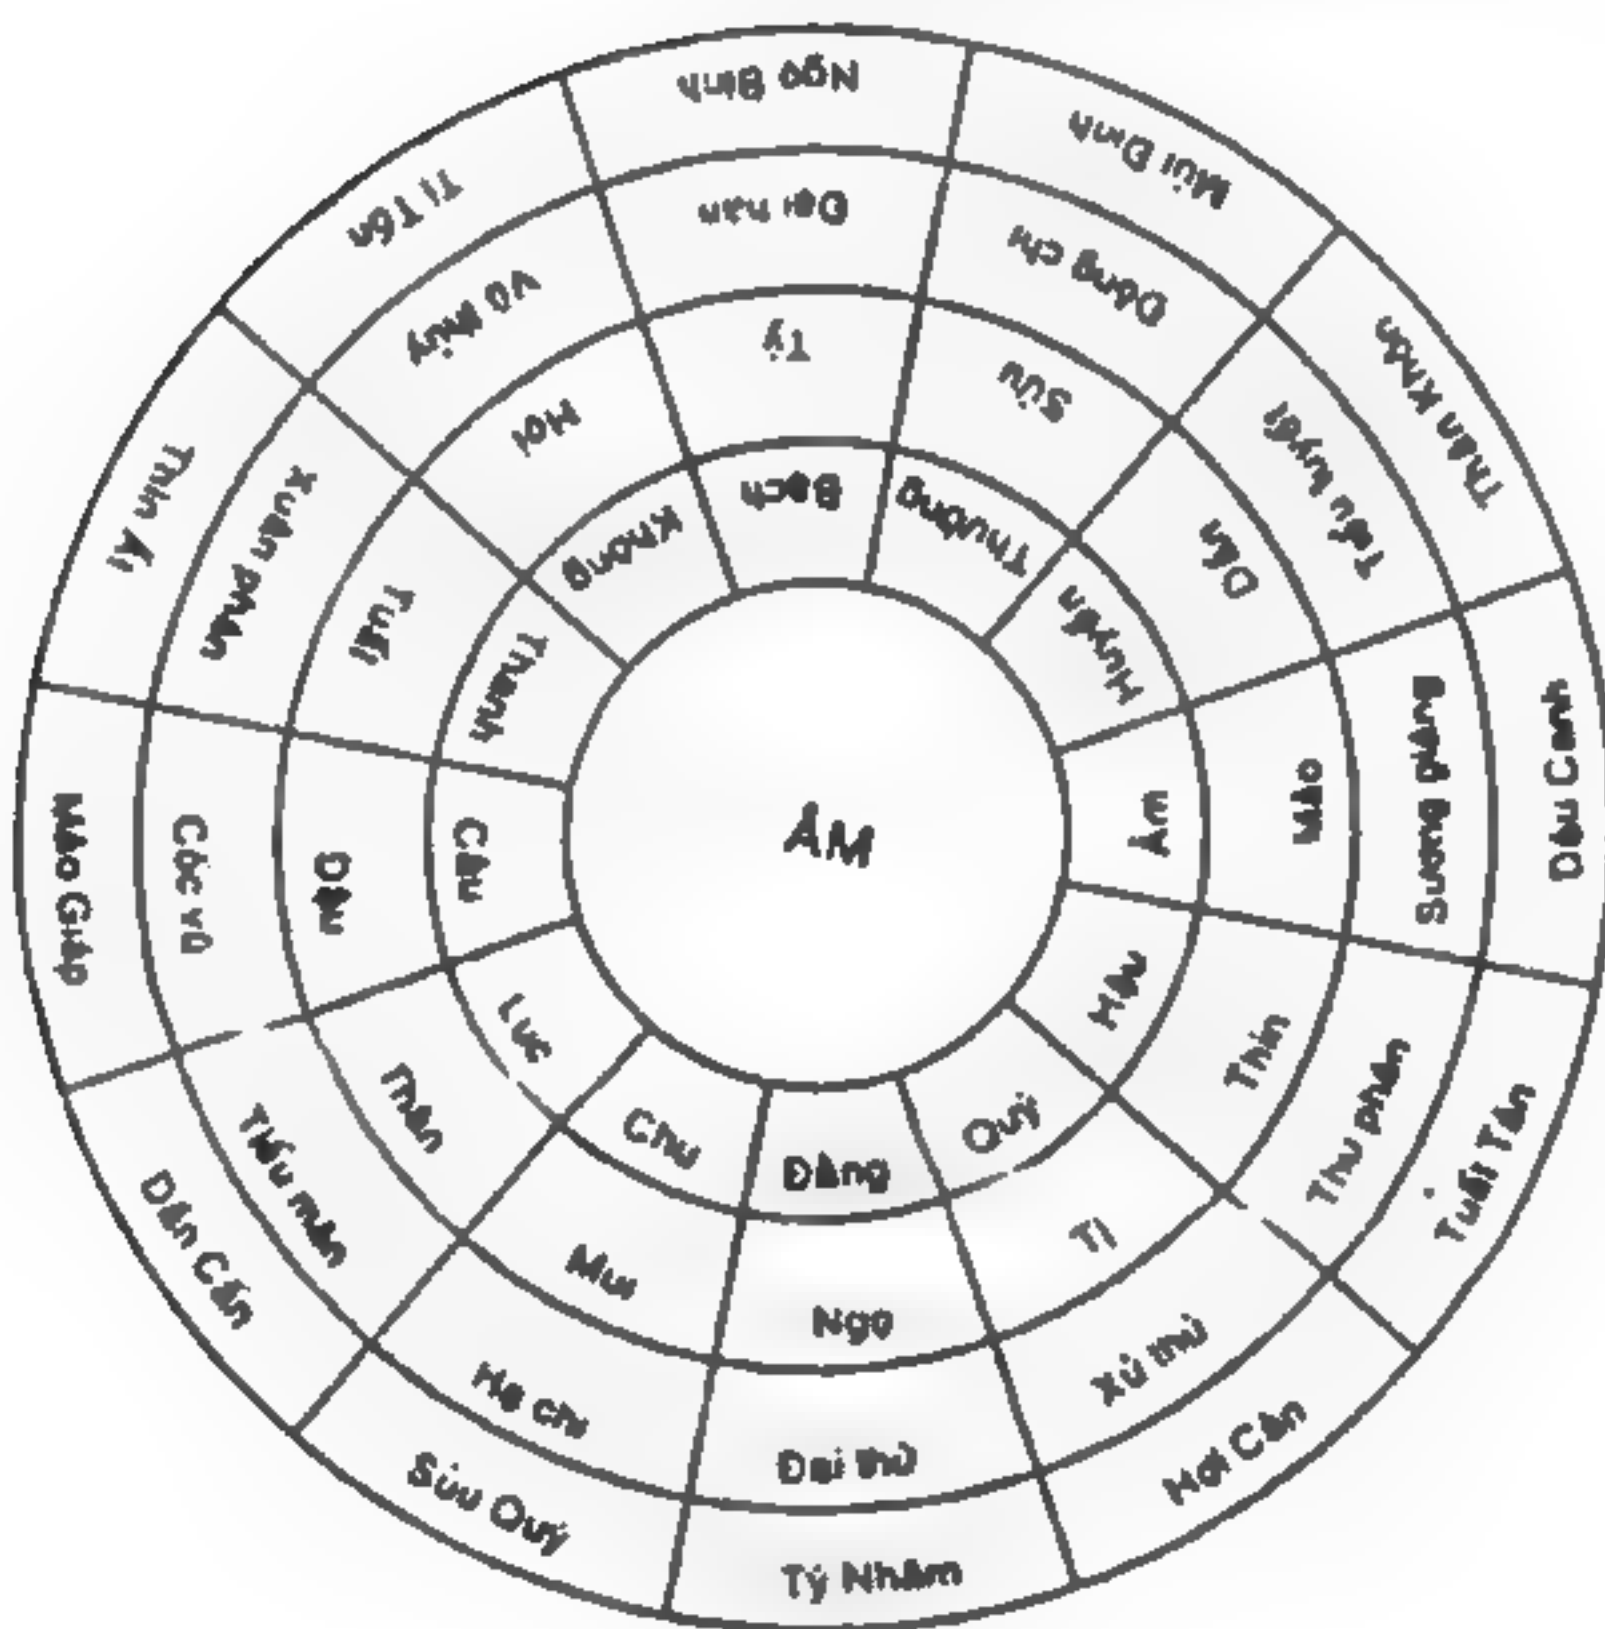 Ngọ Bính
Mùi Đinh
Thân Khôn
Dậu Canh
Tuất Tân
Hợi Càn
Tý Nhâm
Sửu Quý
Dần Cấn
Mão Giáp
Thìn Ất
Tị Tốn
Đại hàn
Đông chí
Tiểu tuyết
Sương giáng
Thu phân
Xử thử
Đại thử
Hạ chí
Tiểu mãn
Cốc vũ
Xuân phân
Vũ thủy
Tý
Sửu
Dần
Mão
Thìn
Tị
Ngọ
Mùi
Thân
Dậu
Tuất
Hợi
Bạch
Thường
Huyền
Âm
Hậu
Quý
Đằng
Chu
Lục
Câu
Thanh
Không
ÂM